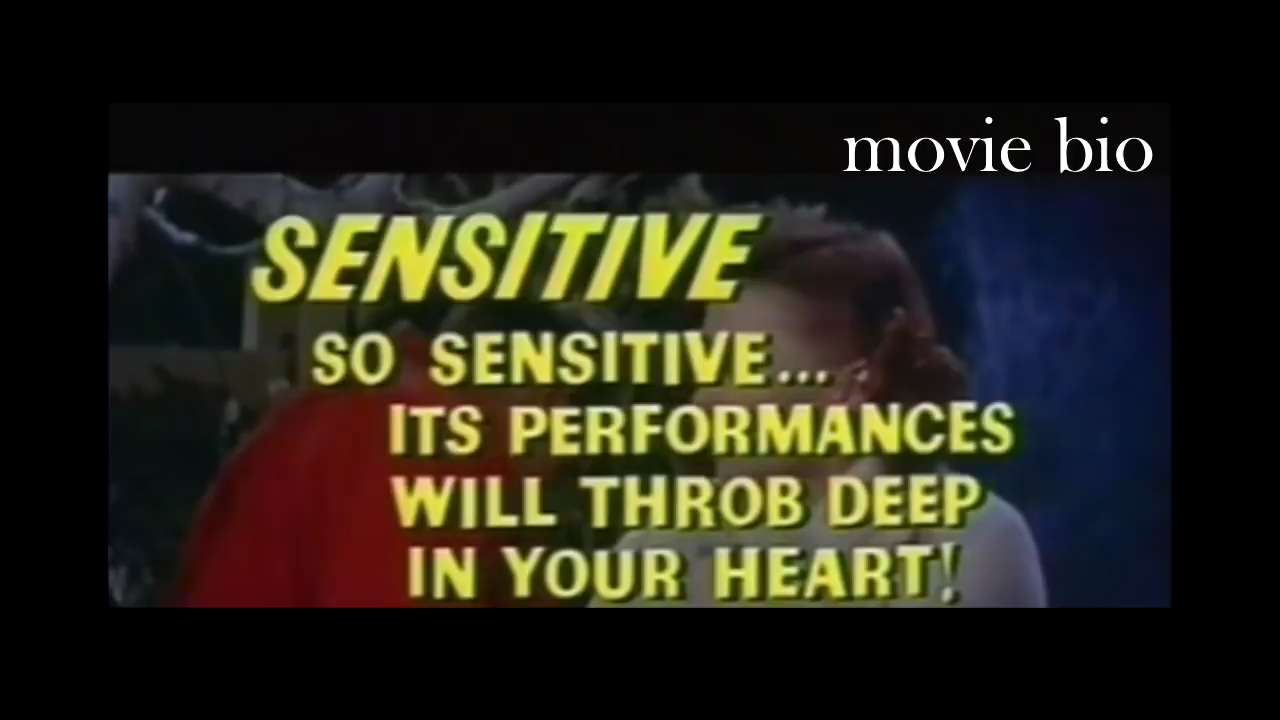 movie bio
SENSITIVE
SO SENSITIVE...
ITS PERFORMANCES
WILL THROB DEEP
IN YOUR HEART!